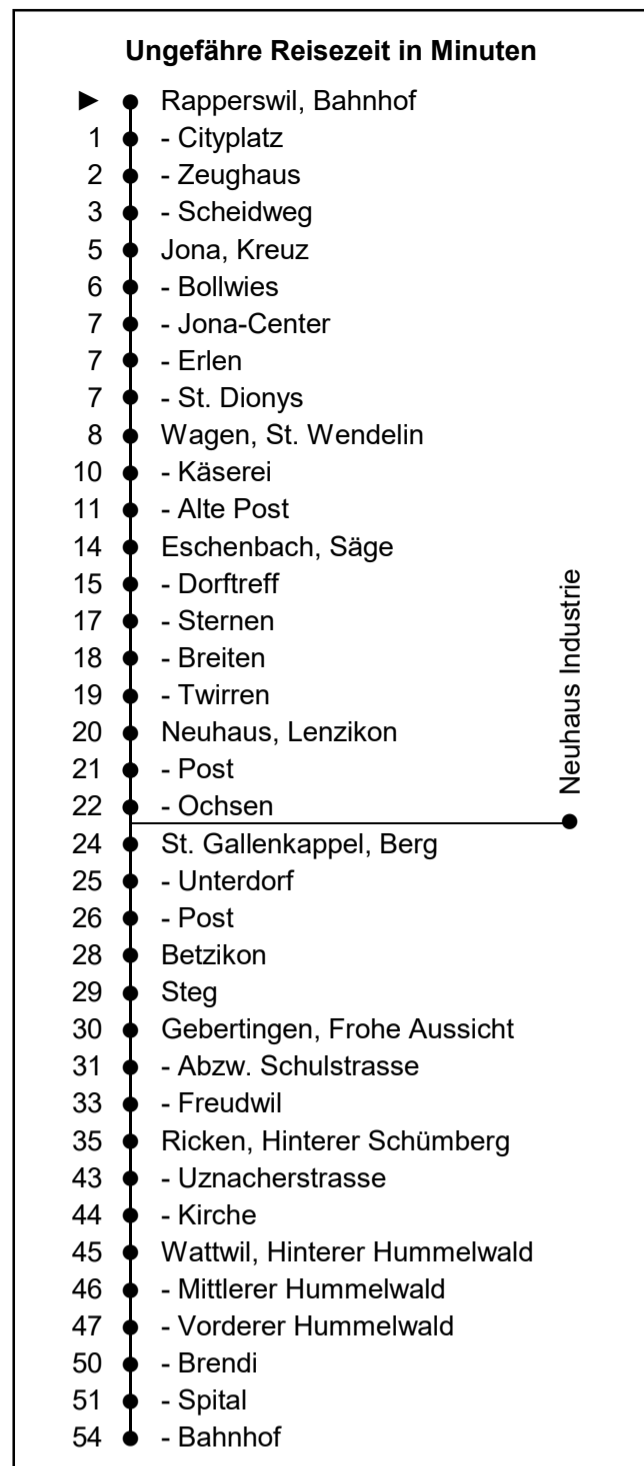 Ungefähre Reisezeit in Minuten
► Rapperswil, Bahnhof
1 - Cityplatz
2 - Zeughaus
3 - Scheidweg
5 Jona, Kreuz
6 - Bollwies
7 - Jona-Center
7 - Erlen
7 - St. Dionys
8 Wagen, St. Wendelin
10 - Käserei
11 - Alte Post
14 Eschenbach, Säge
15 - Dorftreff
17 - Sternen
18 - Breiten
19 - Twirren
20 Neuhaus, Lenzikon
21 - Post
22 - Ochsen
Neuhaus Industrie
24 St. Gallenkappel, Berg
25 - Unterdorf
26 - Post
28 Betzikon
29 Steg
30 Gebertingen, Frohe Aussicht
31 - Abzw. Schulstrasse
33 - Freudwil
35 Ricken, Hinterer Schümberg
43 - Uznacherstrasse
44 - Kirche
45 Wattwil, Hinterer Hummelwald
46 - Mittlerer Hummelwald
47 - Vorderer Hummelwald
50 - Brendi
51 - Spital
54 - Bahnhof